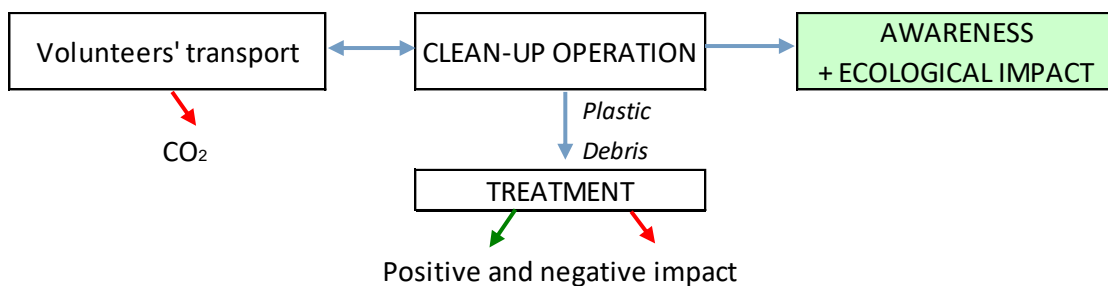 Volunteers' transport
CLEAN-UP OPERATION
AWARENESS
+ ECOLOGICAL IMPACT
Plastic
Debris
CO₂
TREATMENT
Positive and negative impact